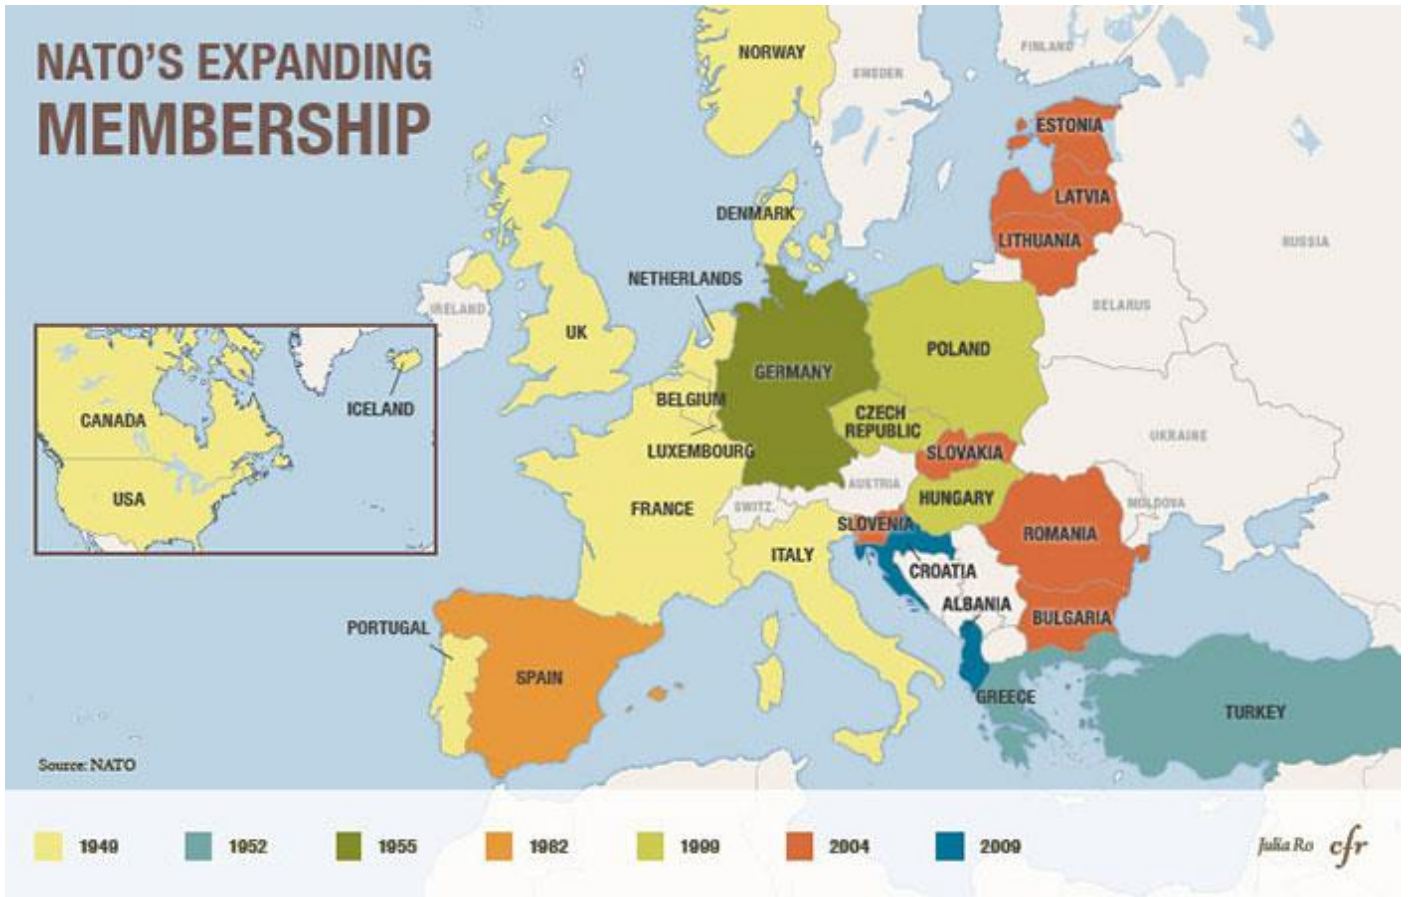 NATO'S EXPANDING
MEMBERSHIP
NORWAY
SWEDEN
FINLAND
ESTONIA
LATVIA
LITHUANIA
RUSSIA
DENMARK
NETHERLANDS
IRELAND
UK
BELARUS
GERMANY
POLAND
BELGIUM
CZECH
REPUBLIC
LUXEMBOURG
SLOVAKIA
UKRAINE
CANADA
ICELAND
USA
FRANCE
SWITZ.
AUSTRIA
HUNGARY
MOLDOVA
SLOVENIA
ROMANIA
ITALY
CROATIA
ALBANIA
BULGARIA
PORTUGAL
SPAIN
GREECE
TURKEY
Source: NATO
1949
1952
1955
1982
1999
2004
2009
Julia Ro
cfr